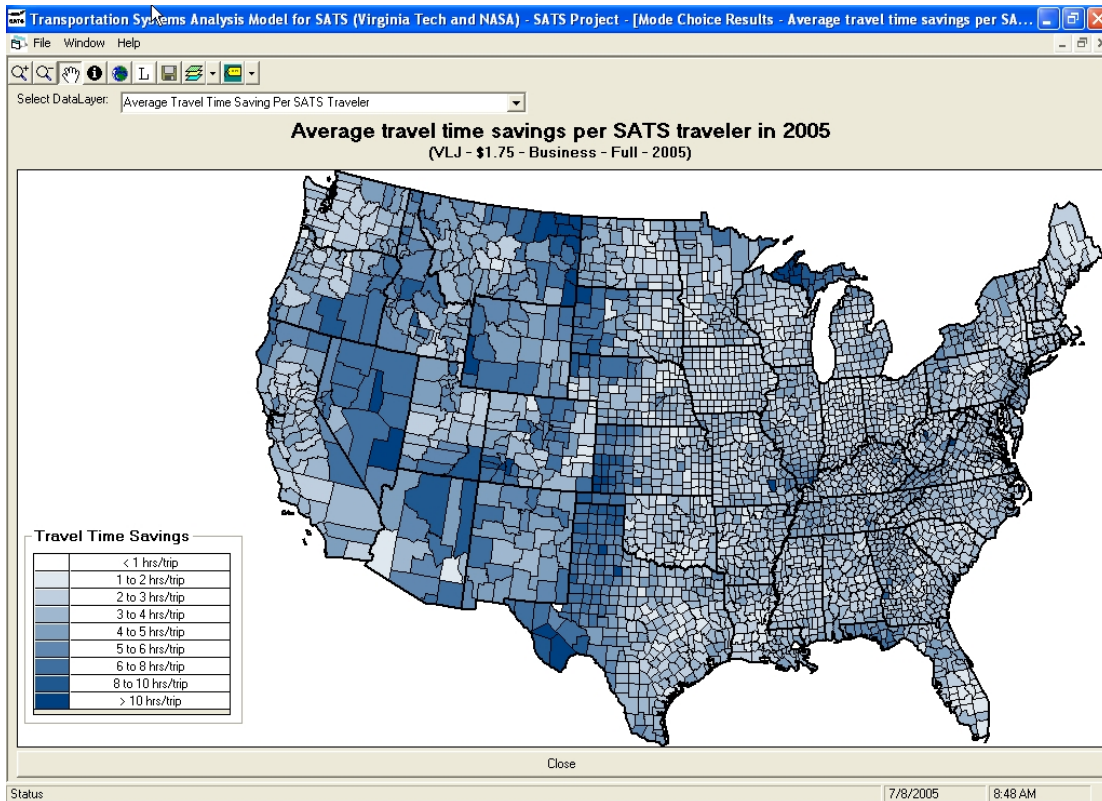 Transportation Systems Analysis Model for SATS (Virginia Tech and NASA) - SATS Project - [Mode Choice Results - Average travel time savings per SA...
File Window Help
L
Select DataLayer: Average Travel Time Saving Per SATS Traveler
Average travel time savings per SATS traveler in 2005
(VLJ - $1.75 - Business - Full - 2005)
Travel Time Savings
< 1 hrs/trip
1 to 2 hrs/trip
2 to 3 hrs/trip
3 to 4 hrs/trip
4 to 5 hrs/trip
5 to 6 hrs/trip
6 to 8 hrs/trip
8 to 10 hrs/trip
> 10 hrs/trip
Close
Status 7/8/2005 8:48 AM